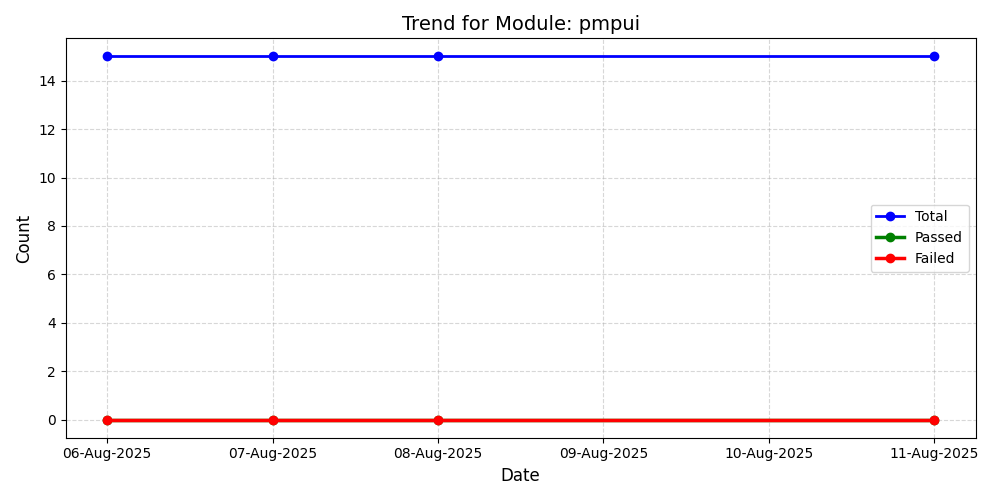 Trend for Module: pmpui
Count
14
12
10
8
6
4
2
0
Total
Passed
Failed
06-Aug-2025 07-Aug-2025 08-Aug-2025 09-Aug-2025 10-Aug-2025 11-Aug-2025
Date